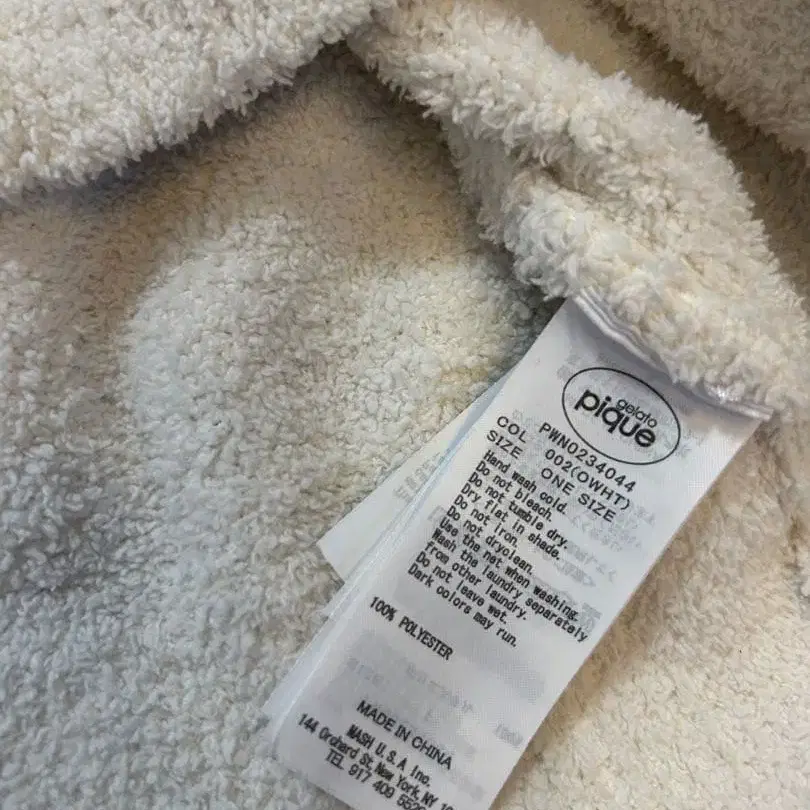 gelato
pique
PWN0234044
COL 002(OWHT)
SIZE ONE SIZE
Hand wash cold.
Do not bleach.
Do not tumble dry.
Dry flat in shade.
Do not iron.
Do not dryclean.
Use the net when washing.
Wash the laundry separately
from other laundry.
Do not leave wet.
Dark colors may run.
100% POLYESTER
MADE IN CHINA
MASH U.S.A Inc.
144 Orchard St, New York, NY
TEL 917 409